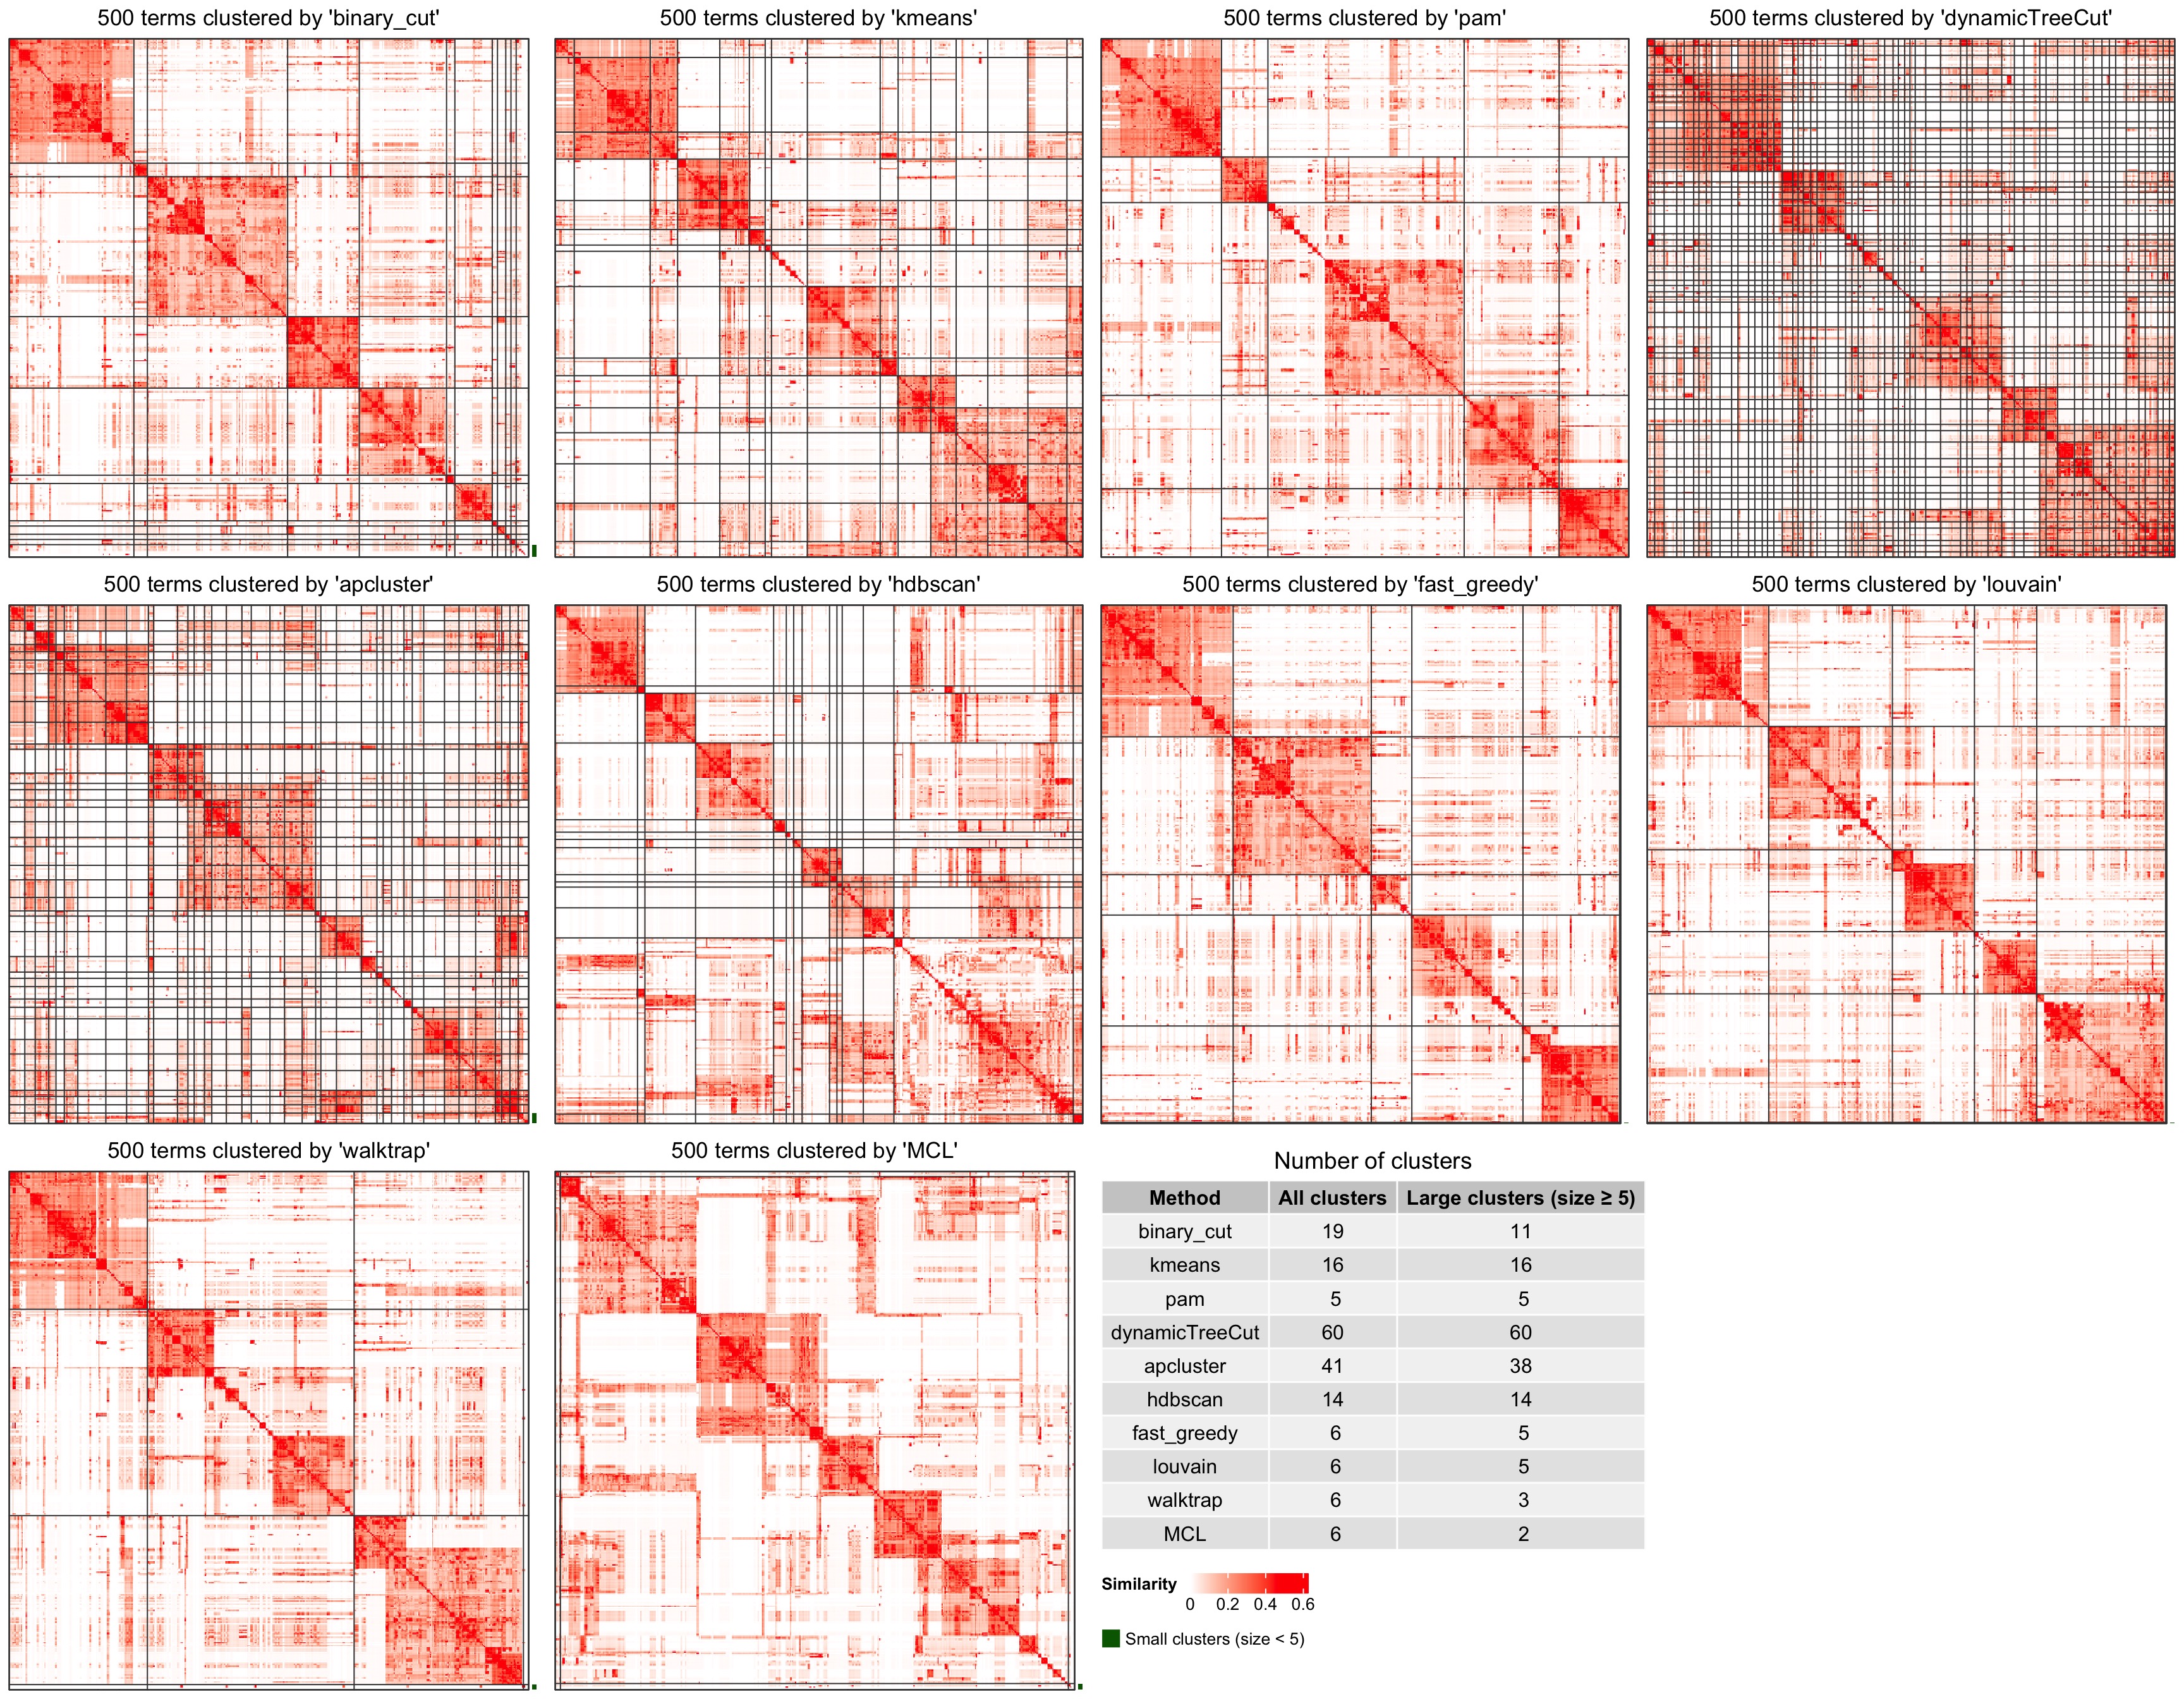 500 terms clustered by 'binary_cut'
500 terms clustered by 'kmeans'
500 terms clustered by 'pam'
500 terms clustered by 'dynamicTreeCut'
500 terms clustered by 'apcluster'
500 terms clustered by 'hdbscan'
500 terms clustered by 'fast_greedy'
500 terms clustered by 'louvain'
500 terms clustered by 'walktrap'
500 terms clustered by 'MCL'
Number of clusters
Method All clusters Large clusters (size ≥ 5)
binary_cut 19 11
kmeans 16 16
pam 5 5
dynamicTreeCut 60 60
apcluster 41 38
hdbscan 14 14
fast_greedy 6 5
louvain 6 5
walktrap 6 3
MCL 6 2
Similarity
0 0.2 0.4 0.6
Small clusters (size < 5)